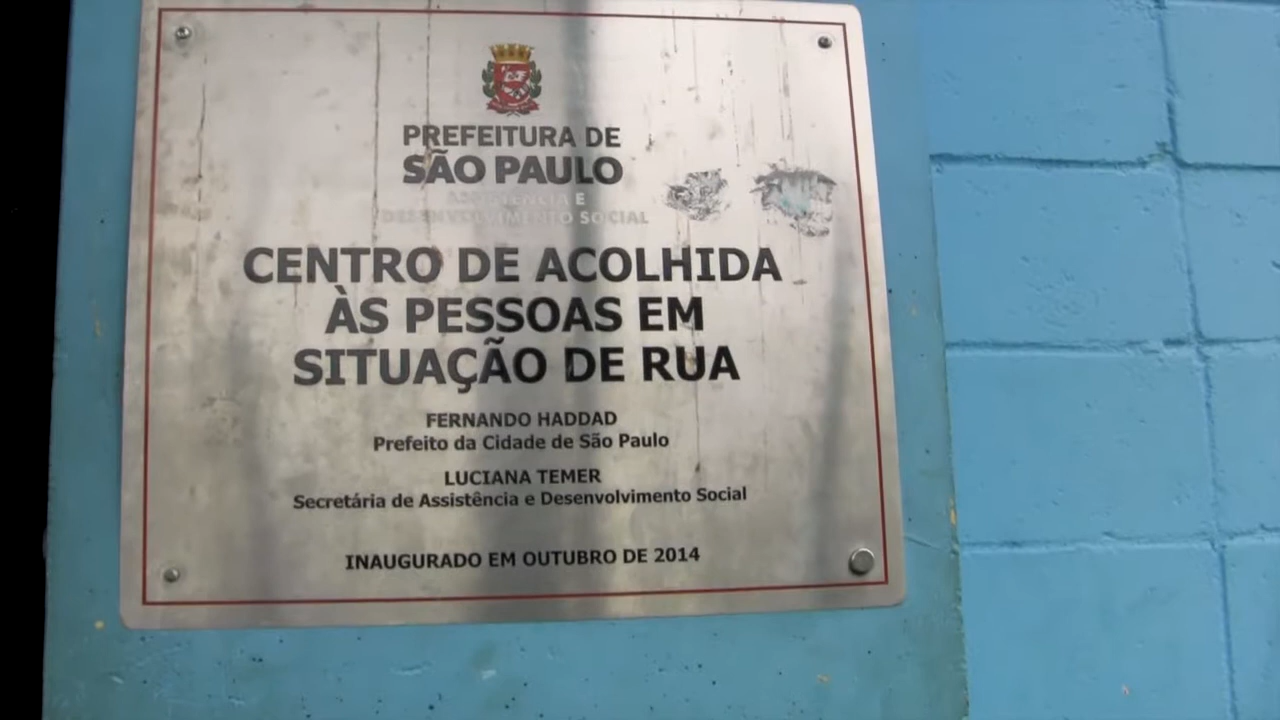 PREFEITURA DE
SÃO PAULO
ASSISTÊNCIA E
DESENVOLVIMENTO SOCIAL
CENTRO DE ACOLHIDA
ÀS PESSOAS EM
SITUAÇÃO DE RUA
FERNANDO HADDAD
Prefeito da Cidade de São Paulo
LUCIANA TEMER
Secretária de Assistência e Desenvolvimento Social
INAUGURADO EM OUTUBRO DE 2014